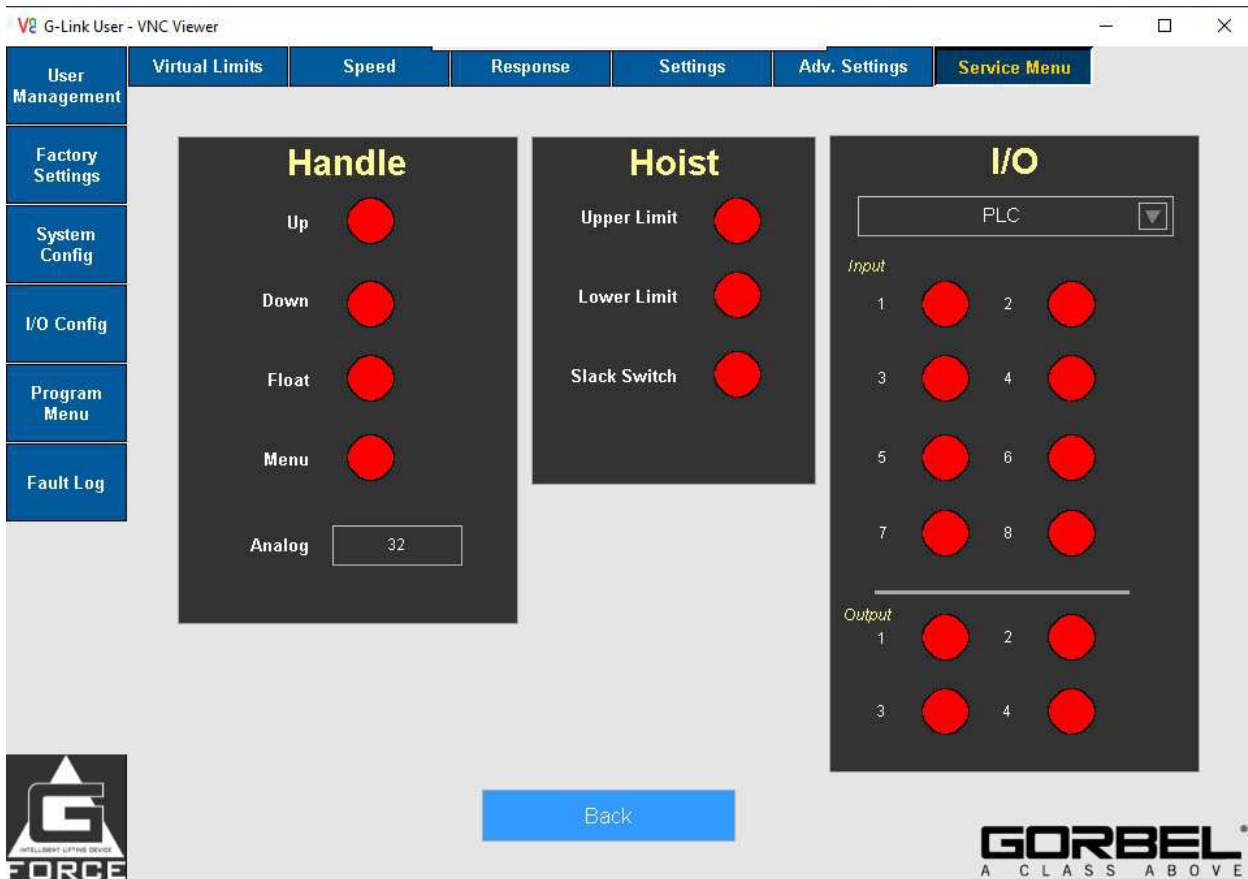 G-Link User - VNC Viewer
User
Management
Virtual Limits
Speed
Response
Settings
Adv. Settings
Service Menu
Factory
Settings
System
Config
I/O Config
Program
Menu
Fault Log
Handle
Up
Down
Float
Menu
Analog 32
Hoist
Upper Limit
Lower Limit
Slack Switch
I/O
PLC
Input
1 2
3 4
5 6
7 8
Output
1 2
3 4
Back
G
INTELLIGENT LIFTING DEVICE
FORCE
GORBEL
A CLASS ABOVE